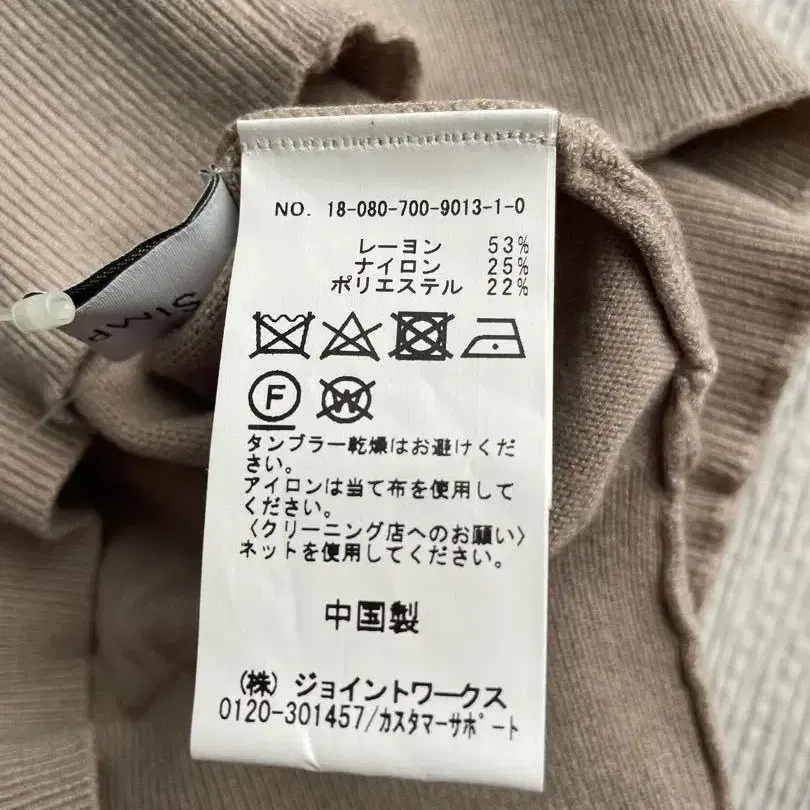 NO. 18-080-700-9013-1-0
レーヨン 53%
ナイロン 25%
ポリエステル 22%
F
W
タンブラー乾燥はお避けくだ
さい。
アイロンは当て布を使用して
ください。
〈クリーニング店へのお願い〉
ネットを使用してください。
中国製
(株) ジョイントワークス
0120-301457/カスタマーサポート
SIMP